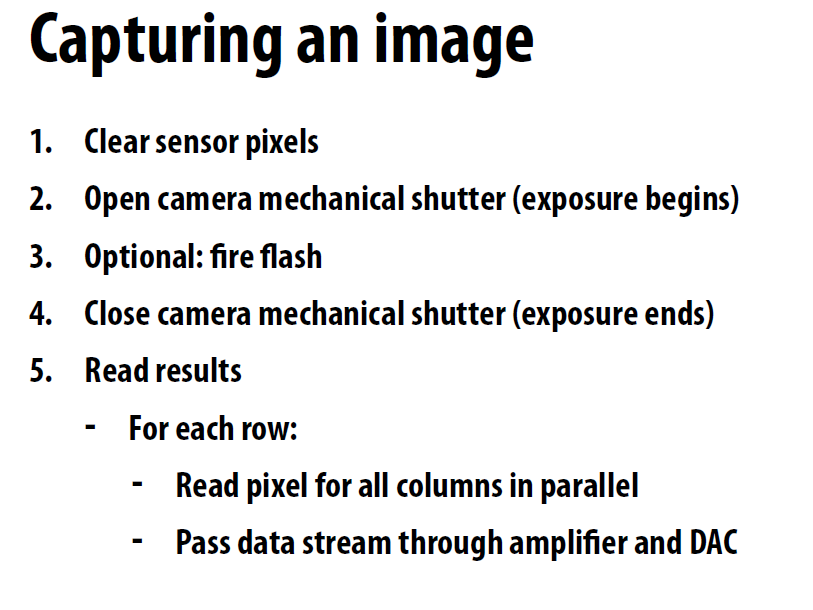 Capturing an image
1. Clear sensor pixels
2. Open camera mechanical shutter (exposure begins)
3. Optional: fire flash
4. Close camera mechanical shutter (exposure ends)
5. Read results
- For each row:
- Read pixel for all columns in parallel
- Pass data stream through amplifier and DAC